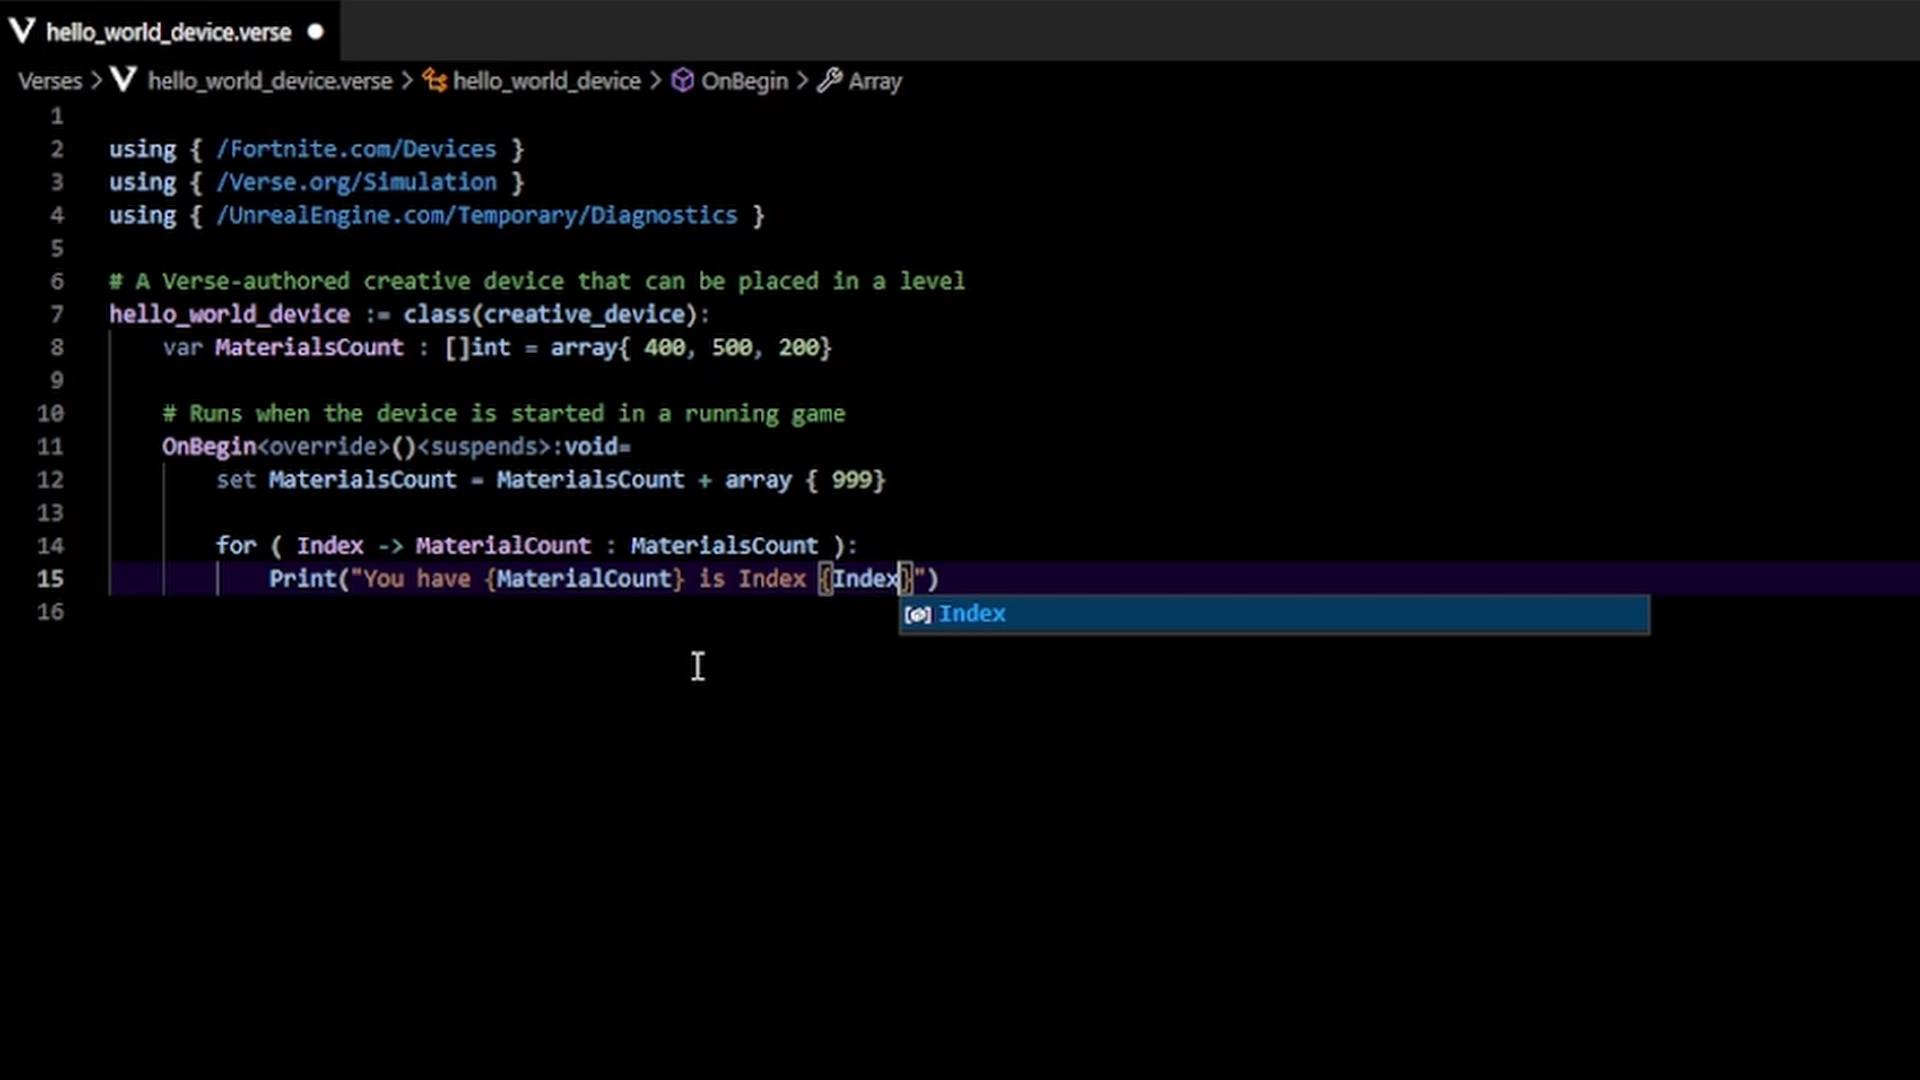 hello_world_device.verse
Verses > hello_world_device.verse > hello_world_device > OnBegin > Array
1
2 using { /Fortnite.com/Devices }
3 using { /Verse.org/Simulation }
4 using { /UnrealEngine.com/Temporary/Diagnostics }
5
6 # A Verse-authored creative device that can be placed in a level
7 hello_world_device := class(creative_device):
8 var MaterialsCount : []int = array{ 400, 500, 200}
9
10 # Runs when the device is started in a running game
11 OnBegin<override>()<suspends>:void=
12 set MaterialsCount = MaterialsCount + array { 999}
13
14 for ( Index -> MaterialCount : MaterialsCount ):
15 Print("You have {MaterialCount} is Index {Index}")
Index
16